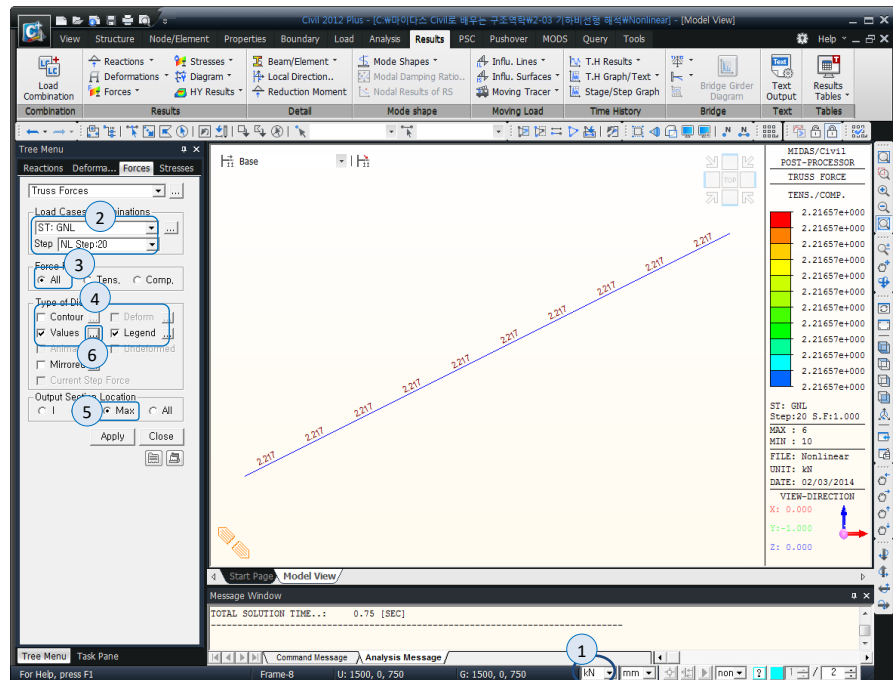 Civil 2012 Plus - [C:₩마이다스 Civil로 배우는 구조역학₩2-03 기하비선형 해석₩Nonlinear] - [Model View]
View Structure Node/Element Properties Boundary Load Analysis Results PSC Pushover MODS Query Tools Help
Load Combination
Reactions Deformations Forces
Stresses Diagram HY Results
Beam/Element Local Direction.. Reduction Moment
Mode Shapes Modal Damping Ratio.. Nodal Results of RS
Influ. Lines Influ. Surfaces Moving Tracer
T.H Results T.H Graph/Text Stage/Step Graph
Bridge Girder Diagram
Text Output
Results Tables
Combination Results Detail Mode shape Moving Load Time History Bridge Text Tables
Tree Menu
Reactions Deforma... Forces Stresses
Truss Forces ...
Load Cases
2
ST: GNL ...
Step NL Step:20
3
All Tens. Comp.
4
Type of Di
Contour ... Deform ...
Values ... Legend ...
6
Mirrored
Current Step Force
Output Section Location
I 5 Max All
Apply Close
Base
TOP
2.217
2.217
2.217
2.217
2.217
2.217
2.217
2.217
MIDAS/Civil
POST-PROCESSOR
TRUSS FORCE
TENS./COMP.
2.21657e+000
2.21657e+000
2.21657e+000
2.21657e+000
2.21657e+000
2.21657e+000
2.21657e+000
2.21657e+000
2.21657e+000
2.21657e+000
2.21657e+000
2.21657e+000
ST: GNL
Step:20 S.F:1.000
MAX : 6
MIN : 10
FILE: Nonlinear
UNIT: kN
DATE: 02/03/2014
VIEW-DIRECTION
X: 0.000
Y:-1.000
Z: 0.000
Start Page Model View
Message Window
TOTAL SOLUTION TIME..: 0.75 [SEC]
Command Message Analysis Message
1
Tree Menu Task Pane
For Help, press F1 Frame-8 U: 1500, 0, 750 G: 1500, 0, 750 kN mm non 1 / 2